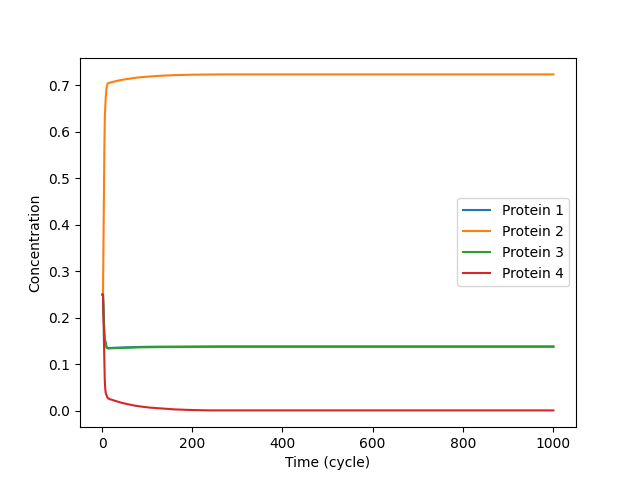 0.7
0.6
0.5
0.4
0.3
0.2
0.1
0.0
Concentration
Protein 1
Protein 2
Protein 3
Protein 4
0 200 400 600 800 1000
Time (cycle)